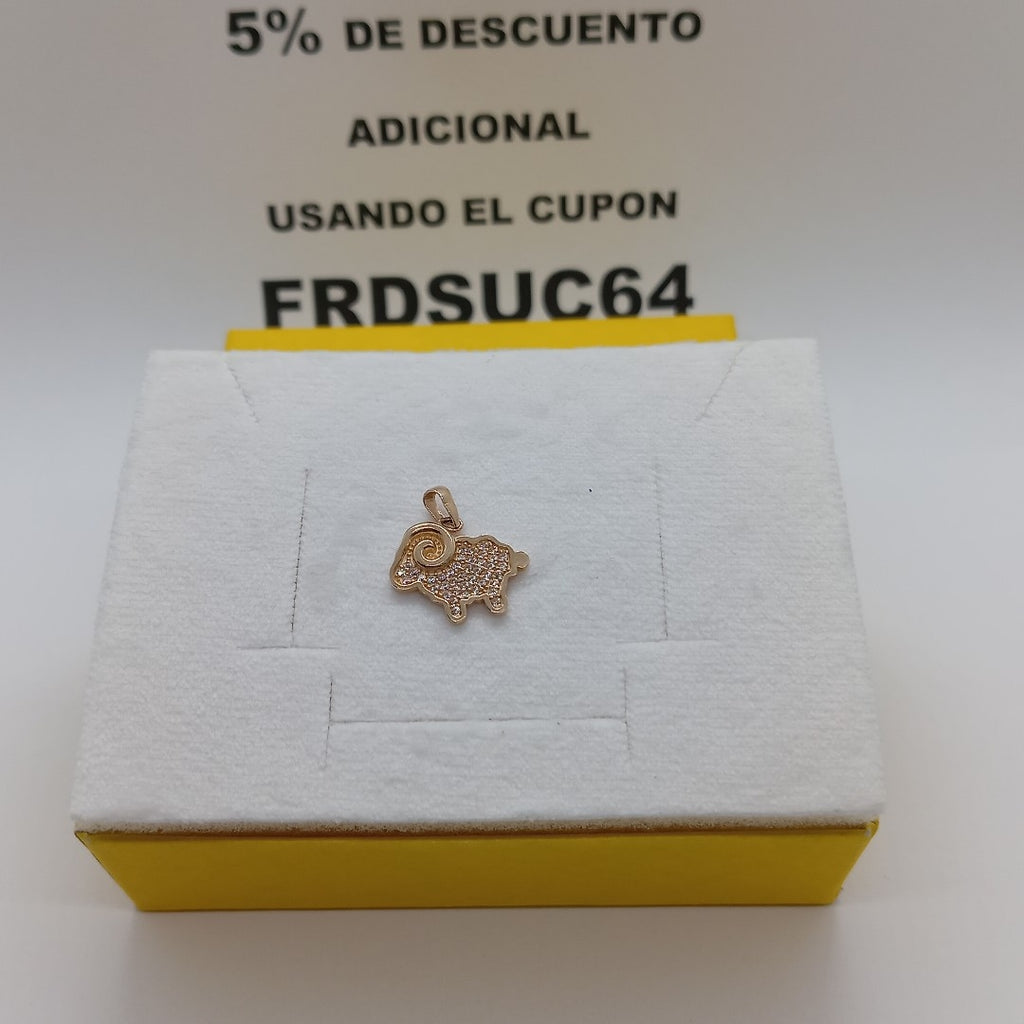 5% DE DESCUENTO
ADICIONAL
USANDO EL CUPON
FRDSUC64